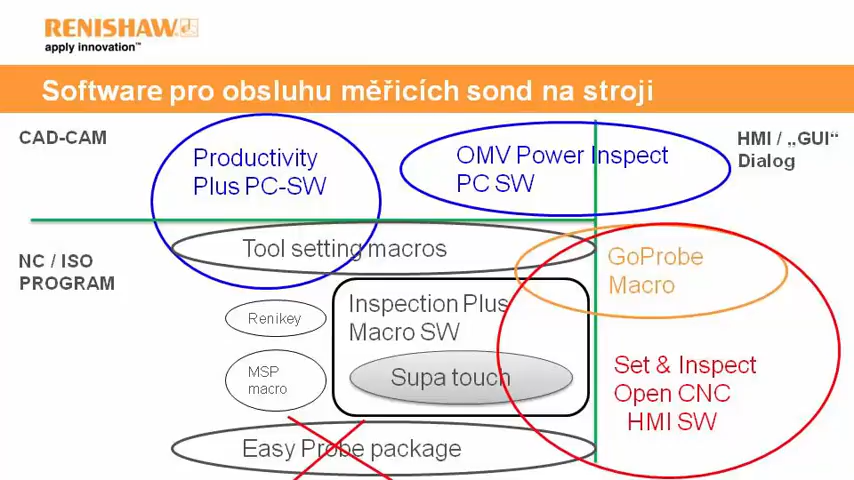 RENISHAW
apply innovation™
Software pro obsluhu měřicích sond na stroji
CAD-CAM
Productivity
Plus PC-SW
OMV Power Inspect
PC SW
HMI / „GUI“
Dialog
Tool setting macros
NC / ISO
PROGRAM
GoProbe
Macro
Renikey
Inspection Plus
Macro SW
MSP
macro
Supa touch
Set & Inspect
Open CNC
HMI SW
Easy Probe package